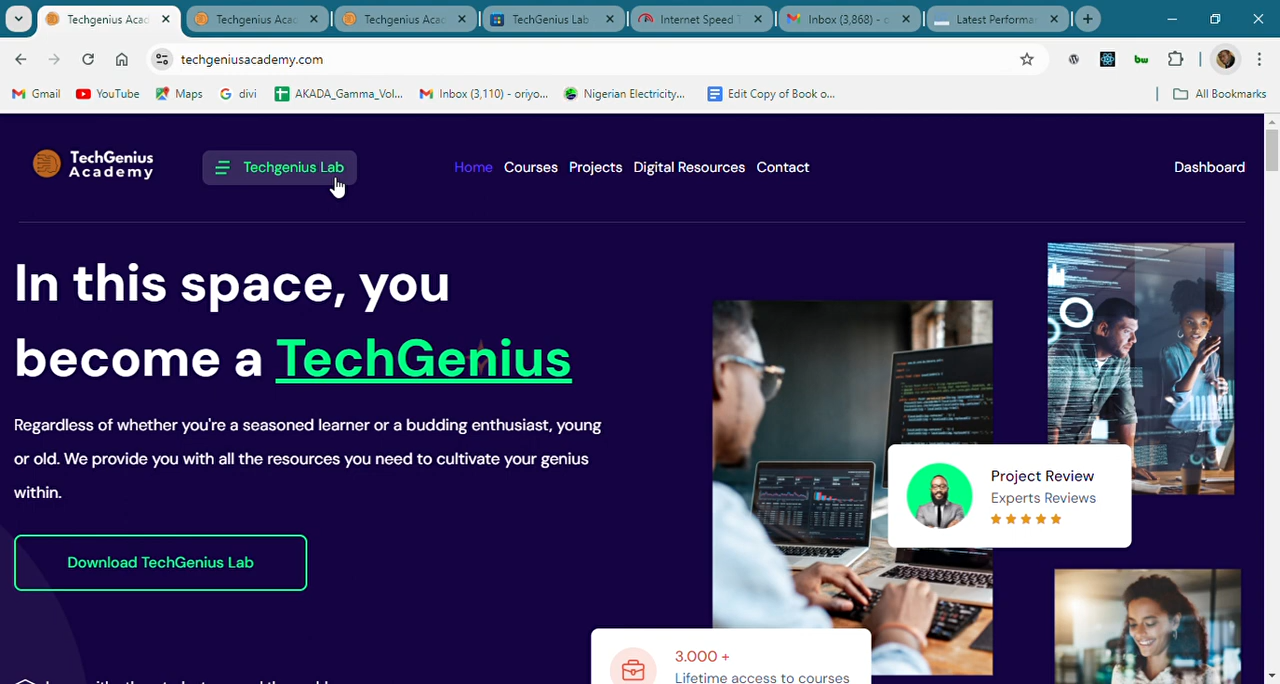 Techgenius Aca
Techgenius Aca
Techgenius Aca
TechGenius Lab
Internet Speed T
Inbox (3,868) - o
Latest Performa
techgeniusacademy.com
bw
Gmail
YouTube
Maps
divi
AKADA_Gamma_Vol...
Inbox (3,110) - oriyo...
Nigerian Electricity...
Edit Copy of Book o...
All Bookmarks
TechGenius
Academy
Techgenius Lab
Home
Courses
Projects
Digital Resources
Contact
Dashboard
In this space, you
become a TechGenius
Regardless of whether you're a seasoned learner or a budding enthusiast, young
or old. We provide you with all the resources you need to cultivate your genius
within.
Download TechGenius Lab
Project Review
Experts Reviews
3.000 +
Lifetime access to courses